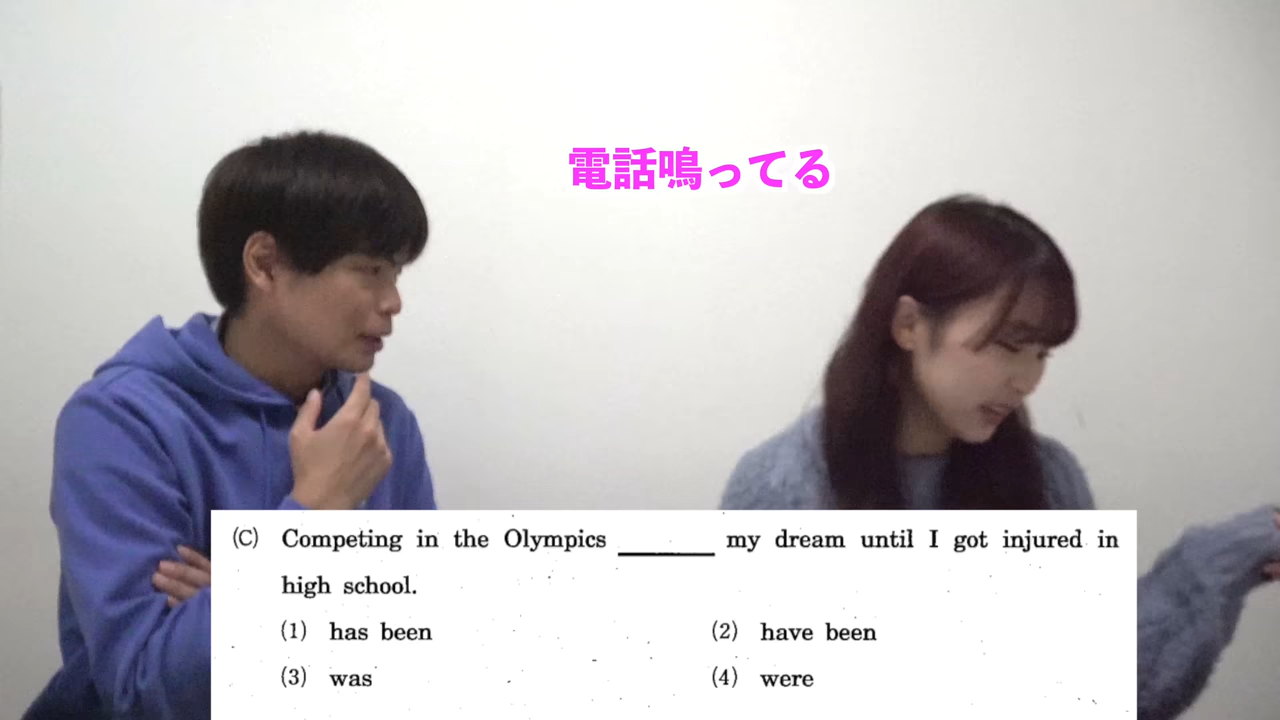 電話鳴ってる
(C) Competing in the Olympics ______ my dream until I got injured in
high school.
(1) has been (2) have been
(3) was (4) were